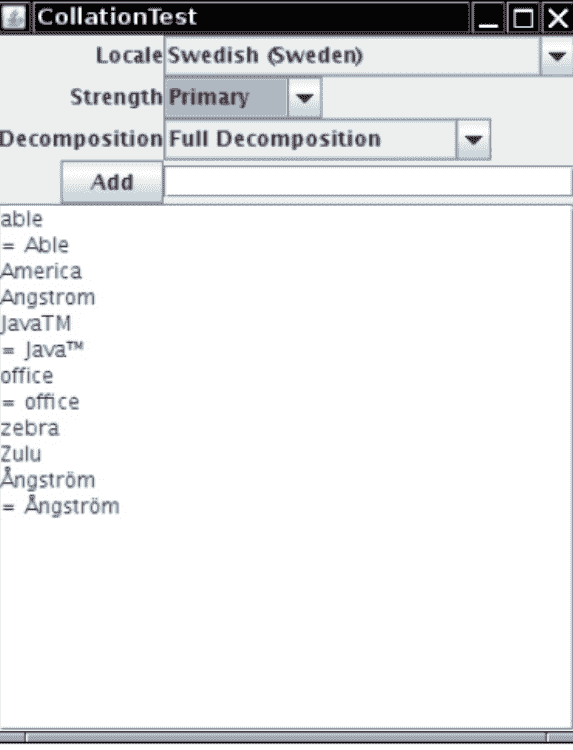 CollationTest
Locale Swedish (Sweden)
Strength Primary
Decomposition Full Decomposition
Add
able
= Able
America
Angstrom
JavaTM
= Java™
office
= office
zebra
Zulu
Ångström
= Ångström